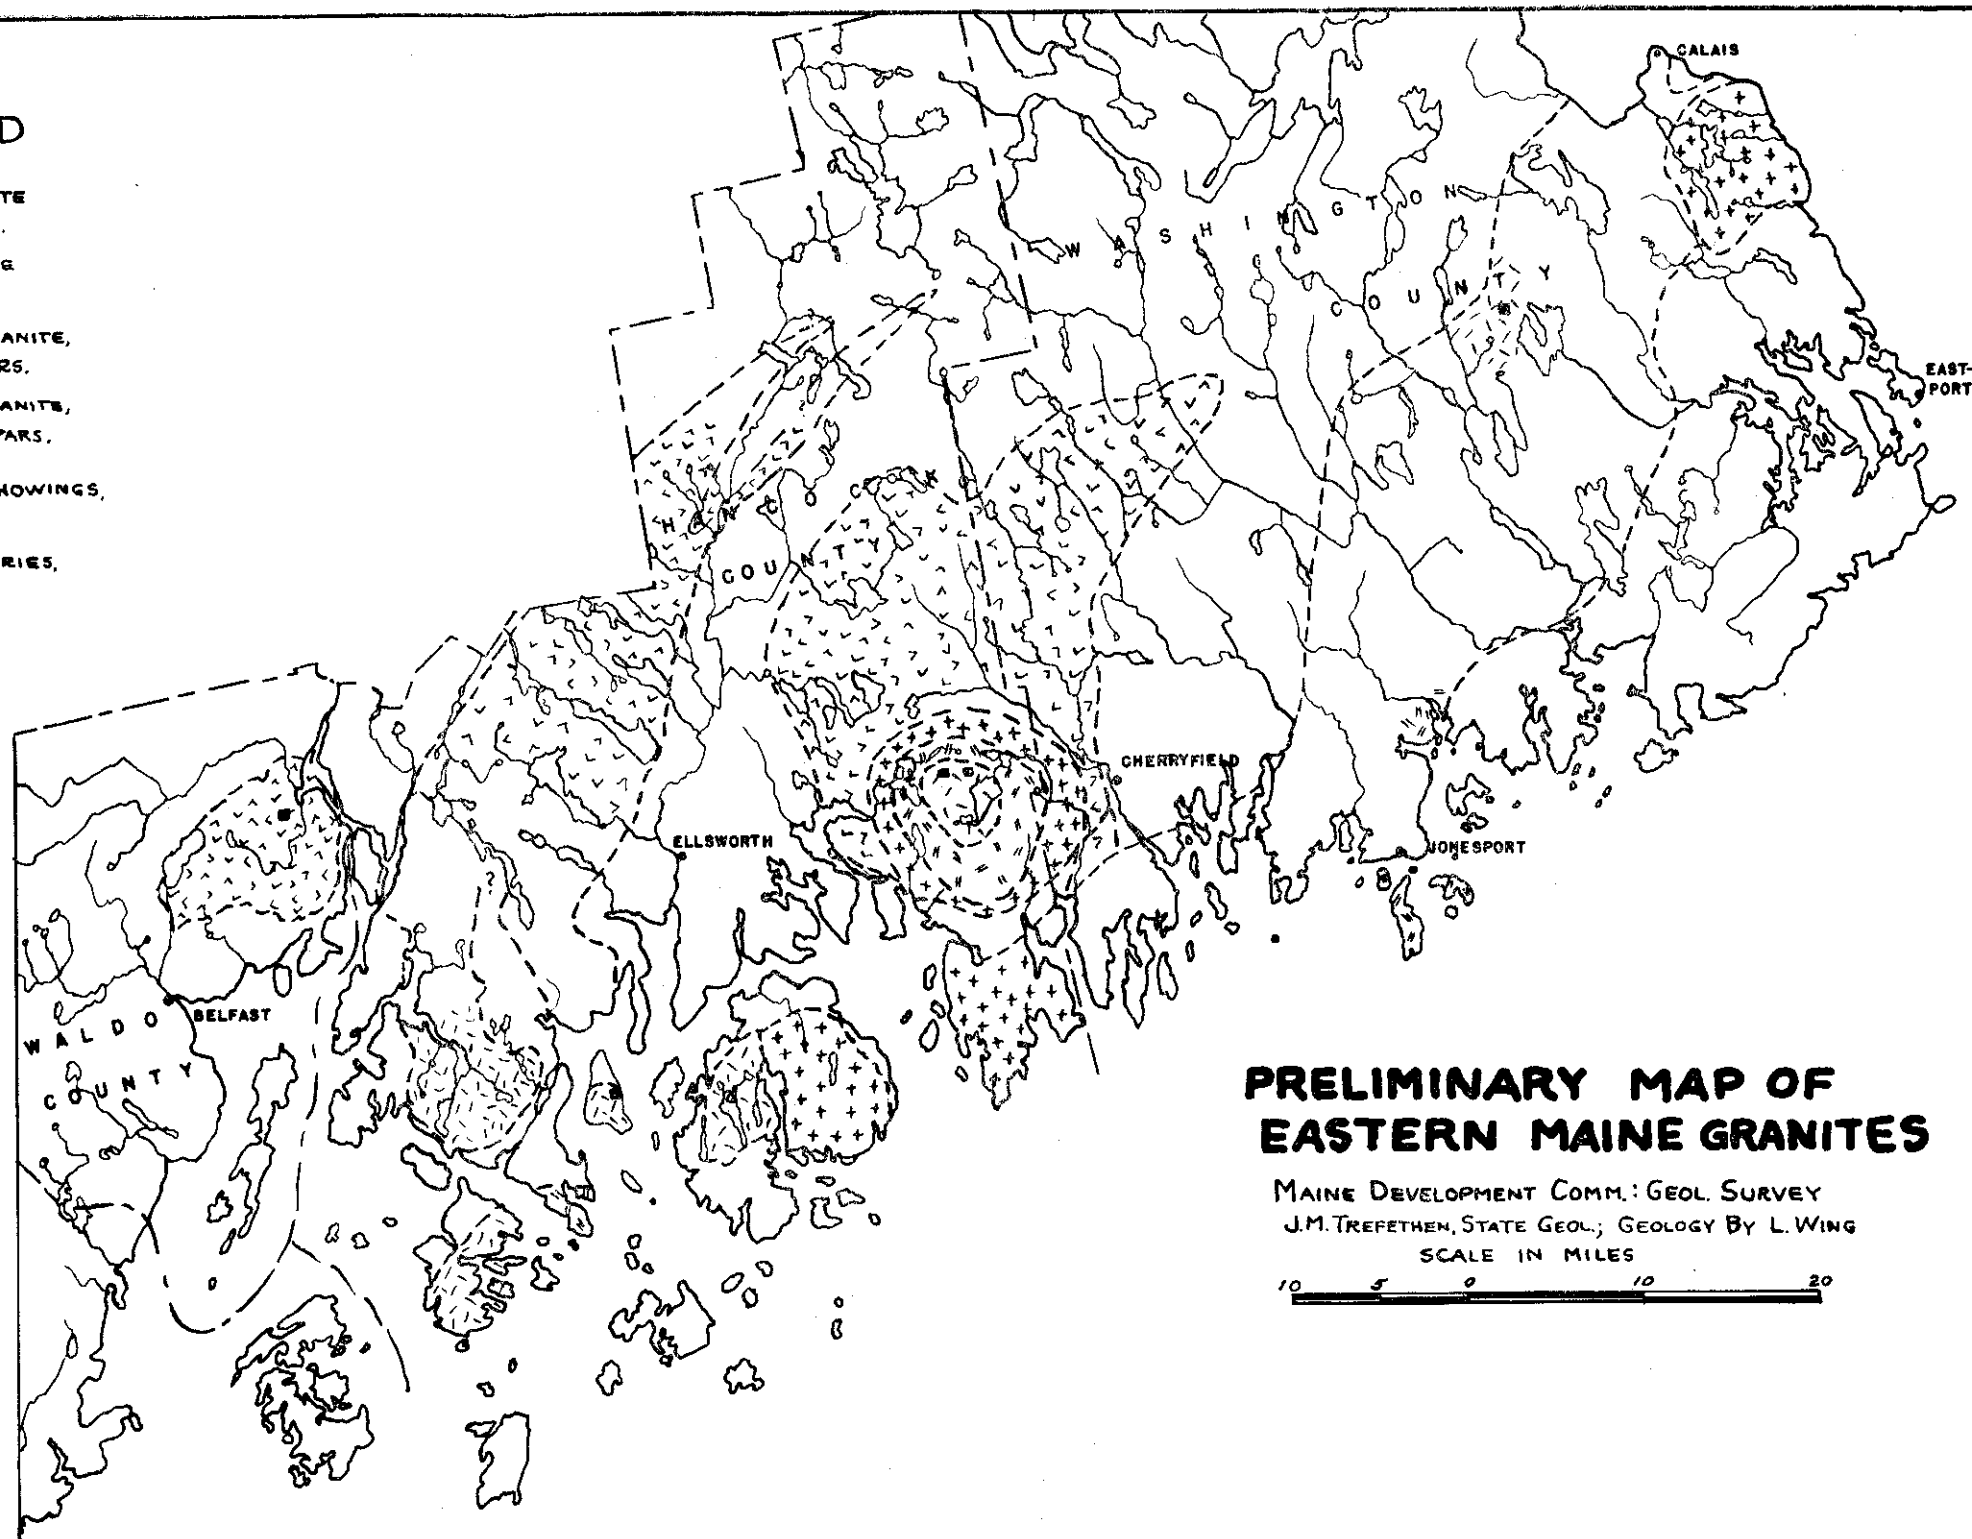 D
TE
.
E
ANITE,
RS.
ANITE,
PARS.
HOWINGS,
RIES,
CALAIS
WASHINGTON
COUNTY
EAST-
PORT
HANCOCK
COUNTY
CHERRYFIELD
ELLSWORTH
JONESPORT
?
?
BELFAST
WALDO
COUNTY
PRELIMINARY MAP OF
EASTERN MAINE GRANITES
MAINE DEVELOPMENT COMM.: GEOL. SURVEY
J.M. TREFETHEN, STATE GEOL.; GEOLOGY BY L. WING
SCALE IN MILES
10 5 0 10 20